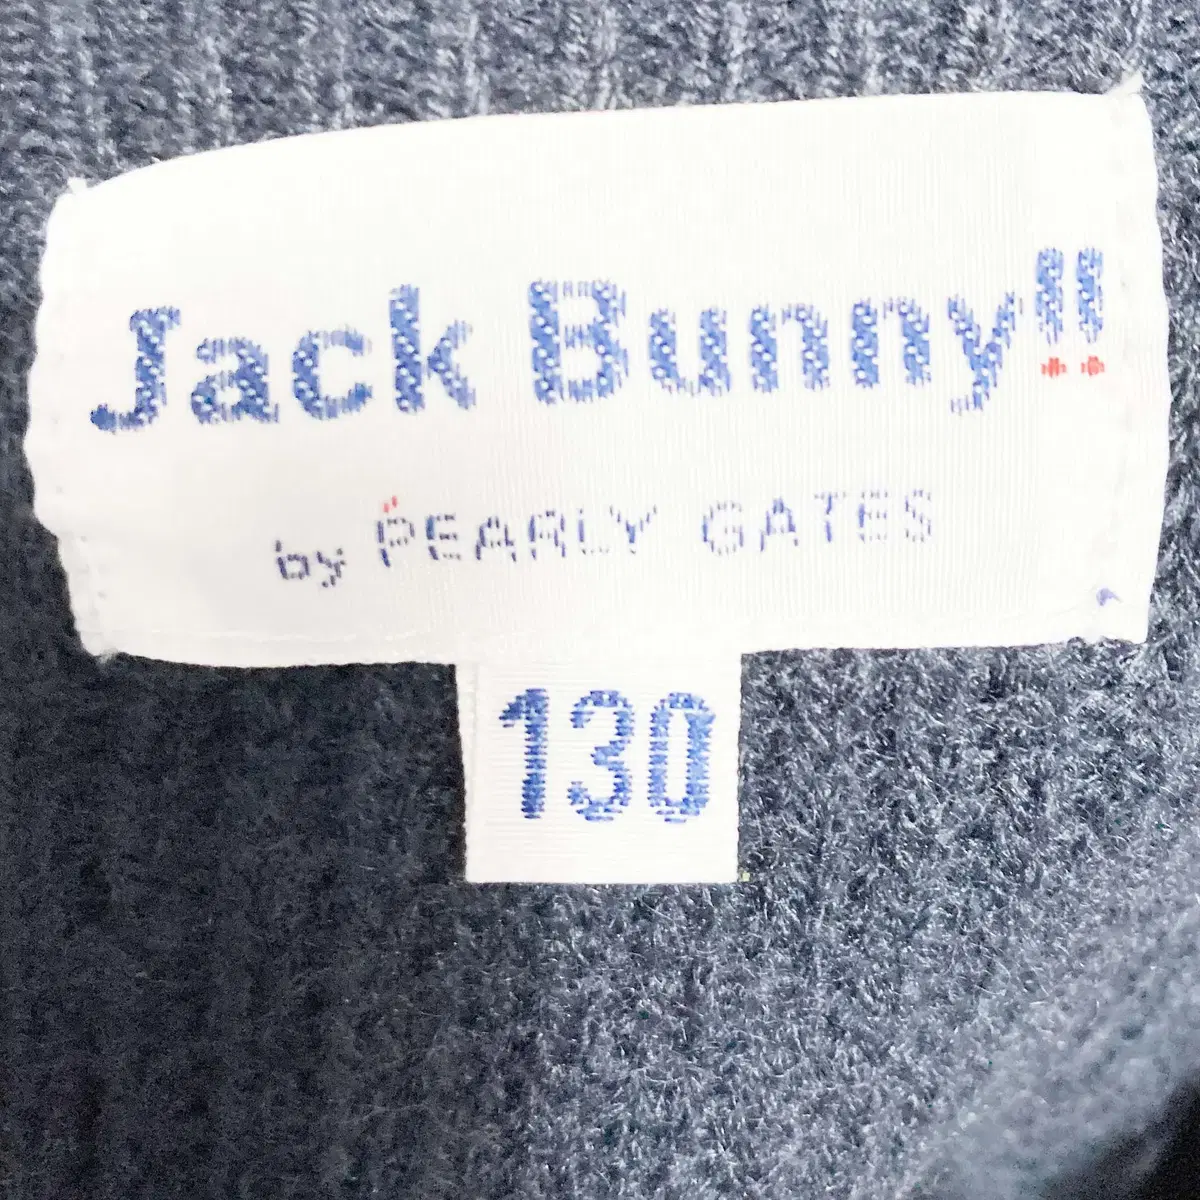 Jack Bunny!!
by PEARLY GATES
130